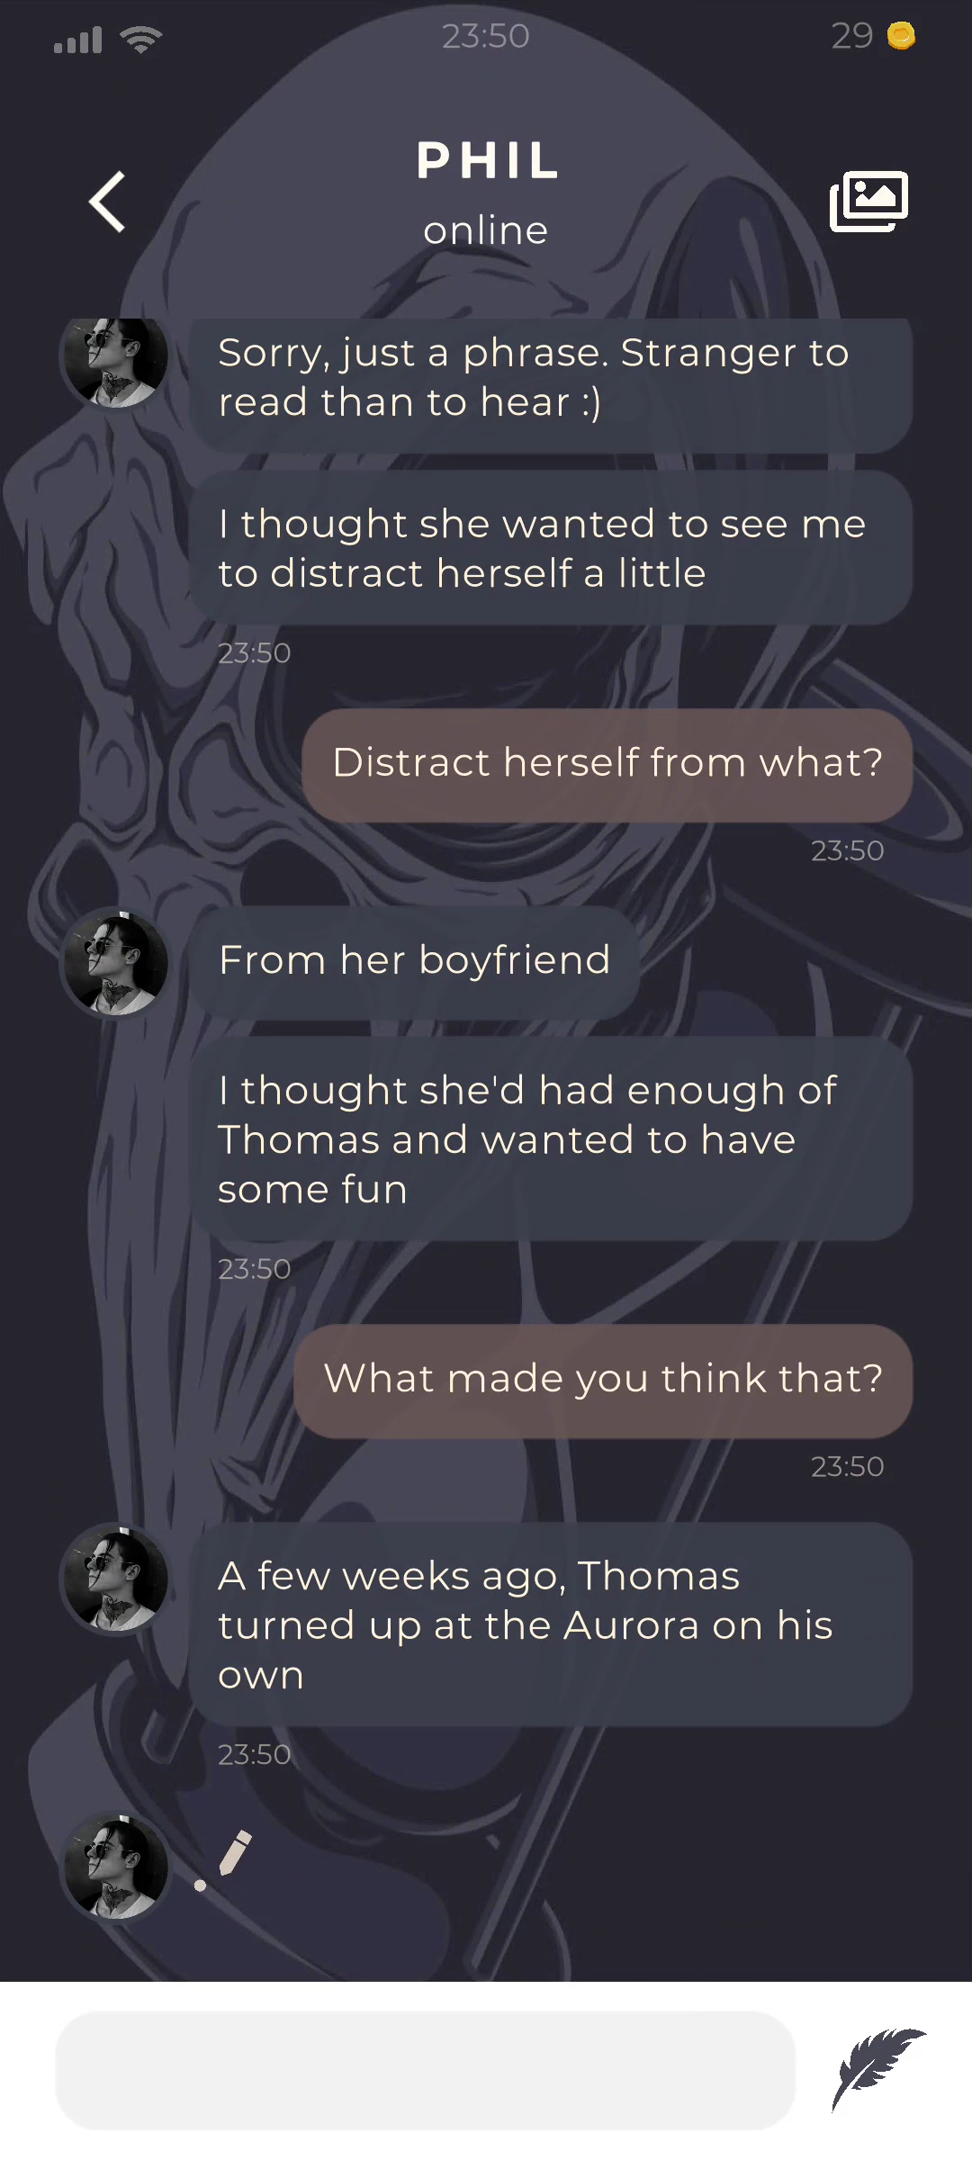 23:50
29
PHIL
online
Sorry, just a phrase. Stranger to
read than to hear :)
I thought she wanted to see me
to distract herself a little
23:50
Distract herself from what?
23:50
From her boyfriend
I thought she'd had enough of
Thomas and wanted to have
some fun
23:50
What made you think that?
23:50
A few weeks ago, Thomas
turned up at the Aurora on his
own
23:50